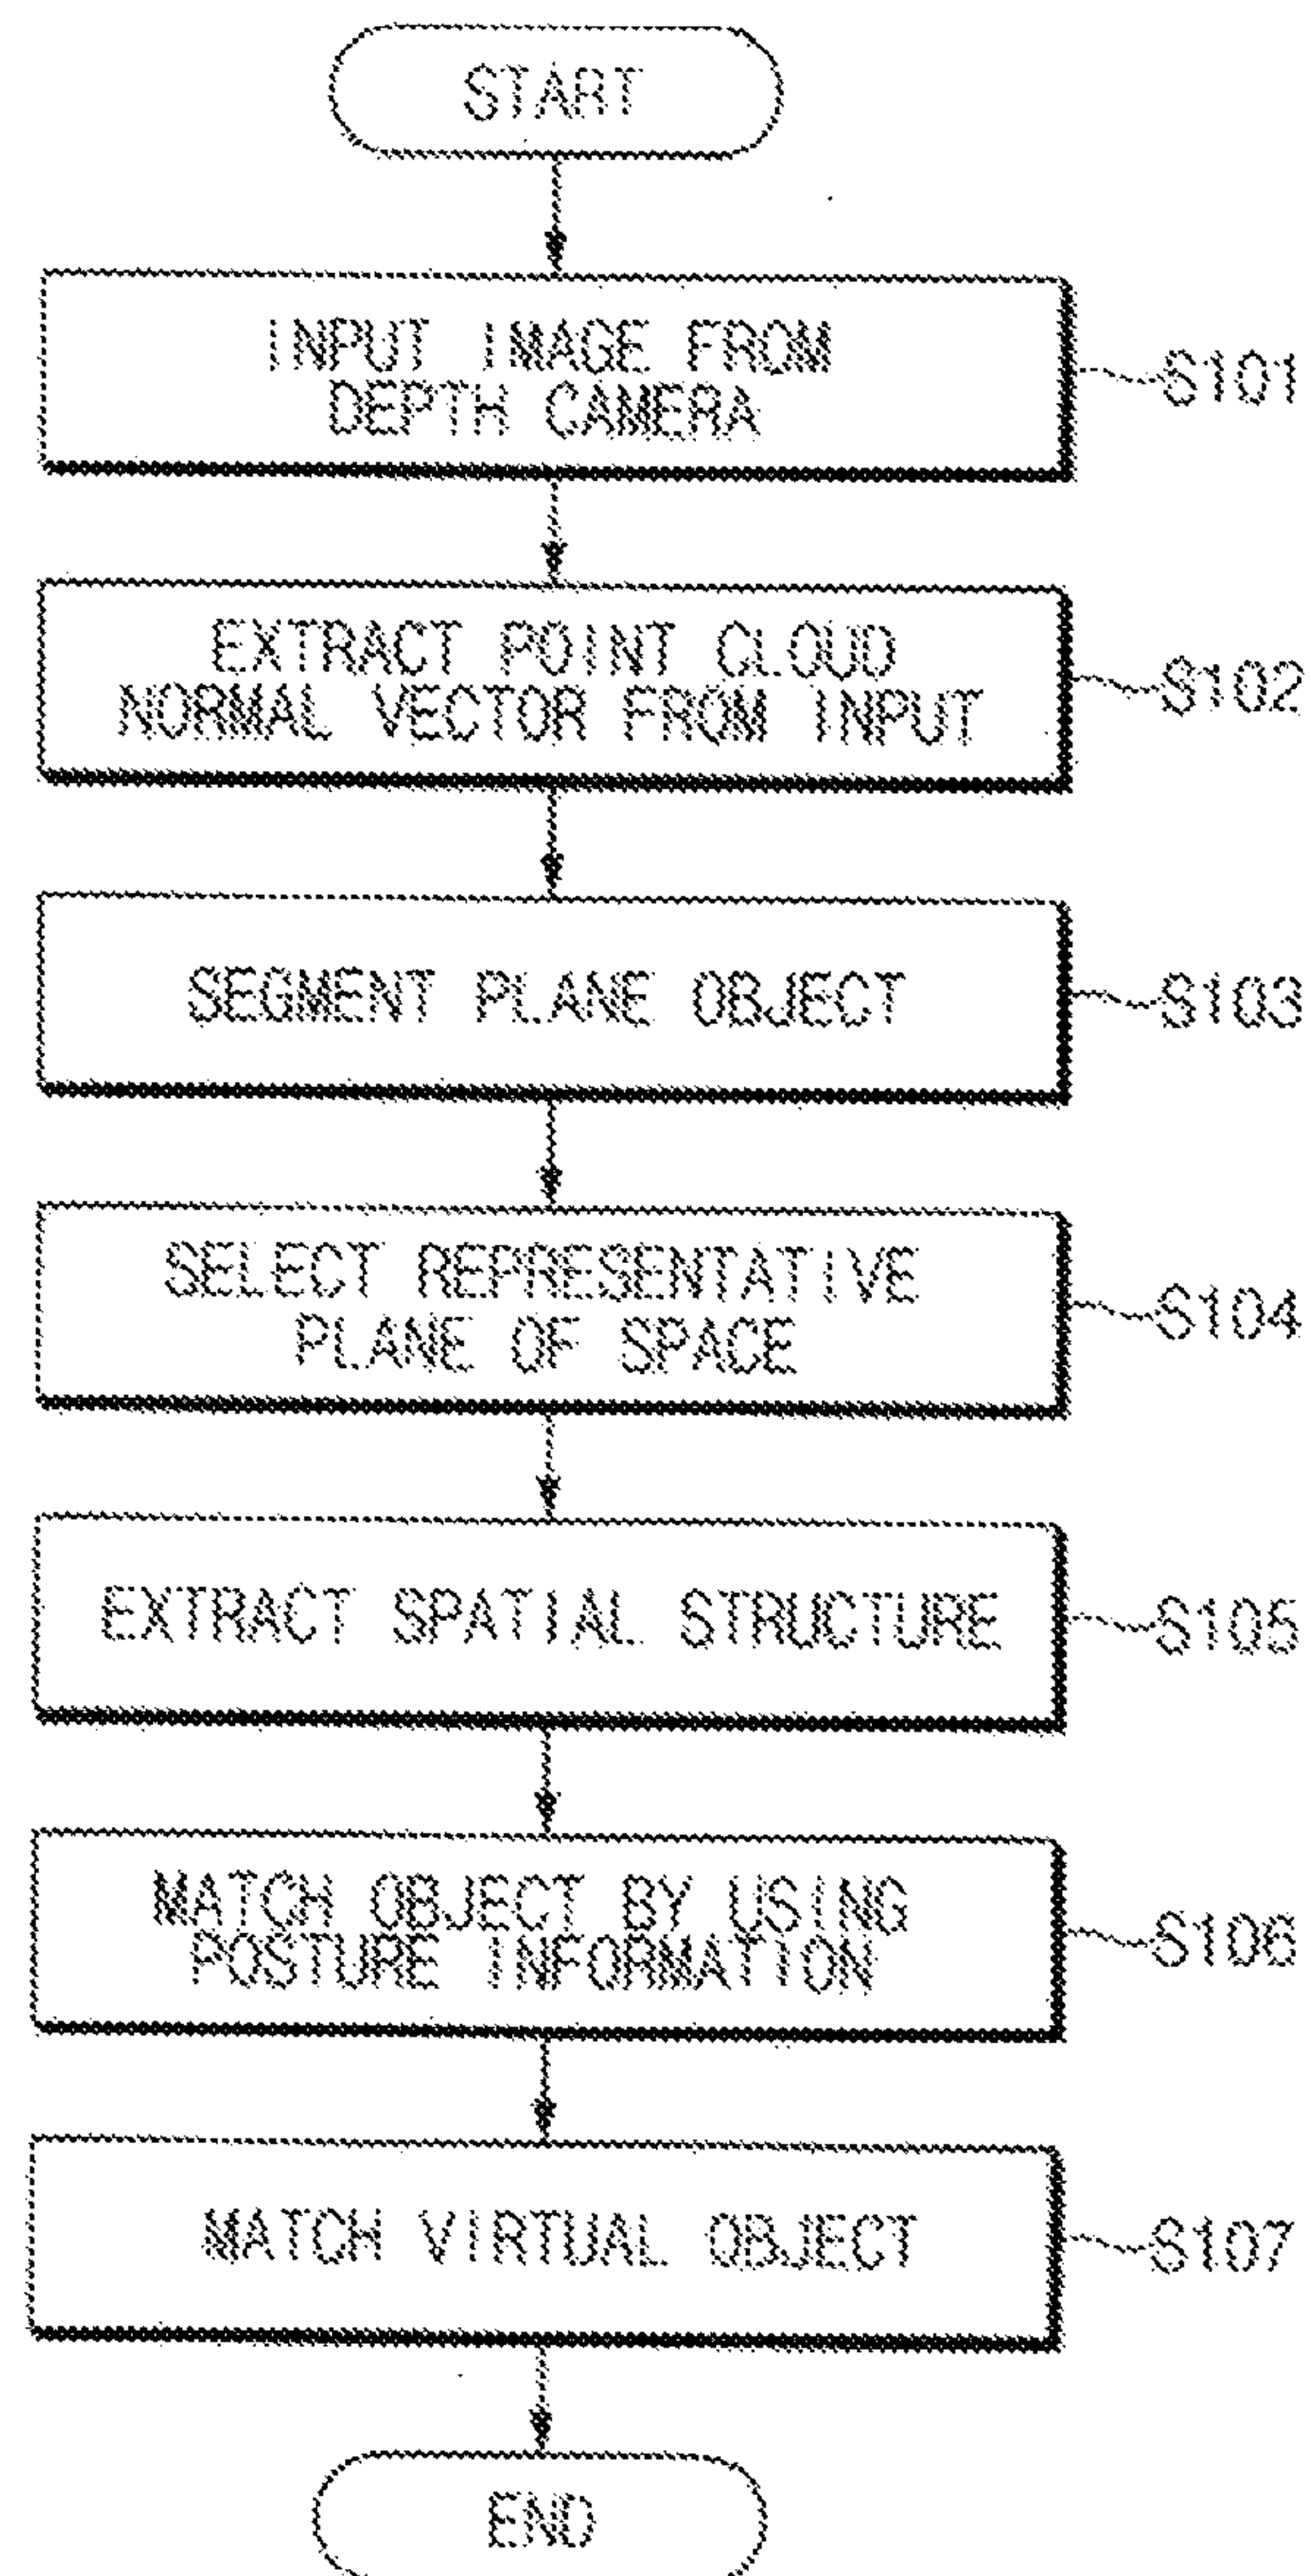 START
INPUT IMAGE FROM
DEPTH CAMERA
S101
EXTRACT POINT CLOUD
NORMAL VECTOR FROM INPUT
S102
SEGMENT PLANE OBJECT
S103
SELECT REPRESENTATIVE
PLANE OF SPACE
S104
EXTRACT SPATIAL STRUCTURE
S105
MATCH OBJECT BY USING
POSTURE INFORMATION
S106
MATCH VIRTUAL OBJECT
S107
END